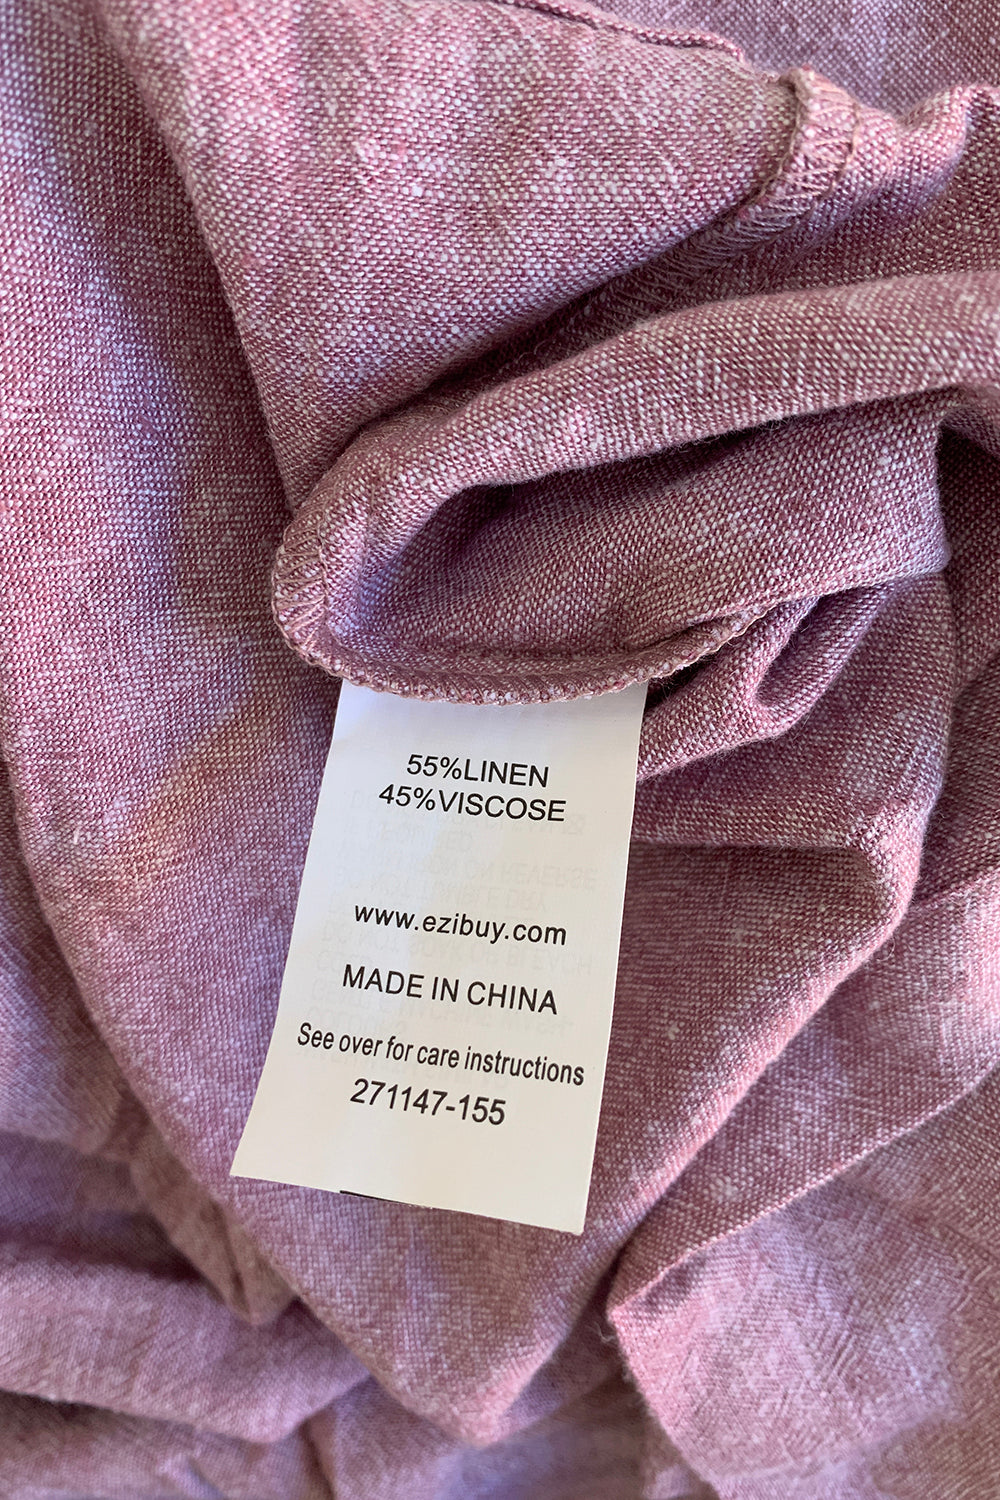 55%LINEN
45%VISCOSE
www.ezibuy.com
MADE IN CHINA
See over for care instructions
271147-155